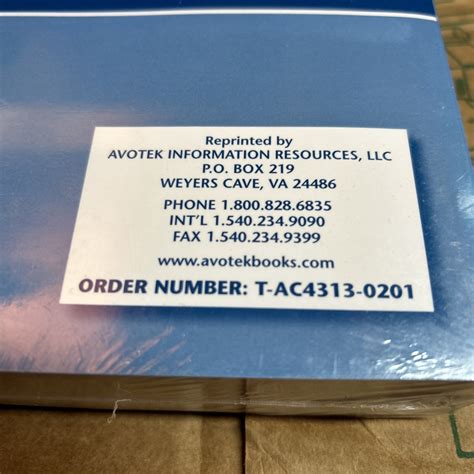 Reprinted by
AVOTEK INFORMATION RESOURCES, LLC
P.O. BOX 219
WEYERS CAVE, VA 24486
PHONE 1.800.828.6835
INT'L 1.540.234.9090
FAX 1.540.234.9399
www.avotekbooks.com
ORDER NUMBER: T-AC4313-0201